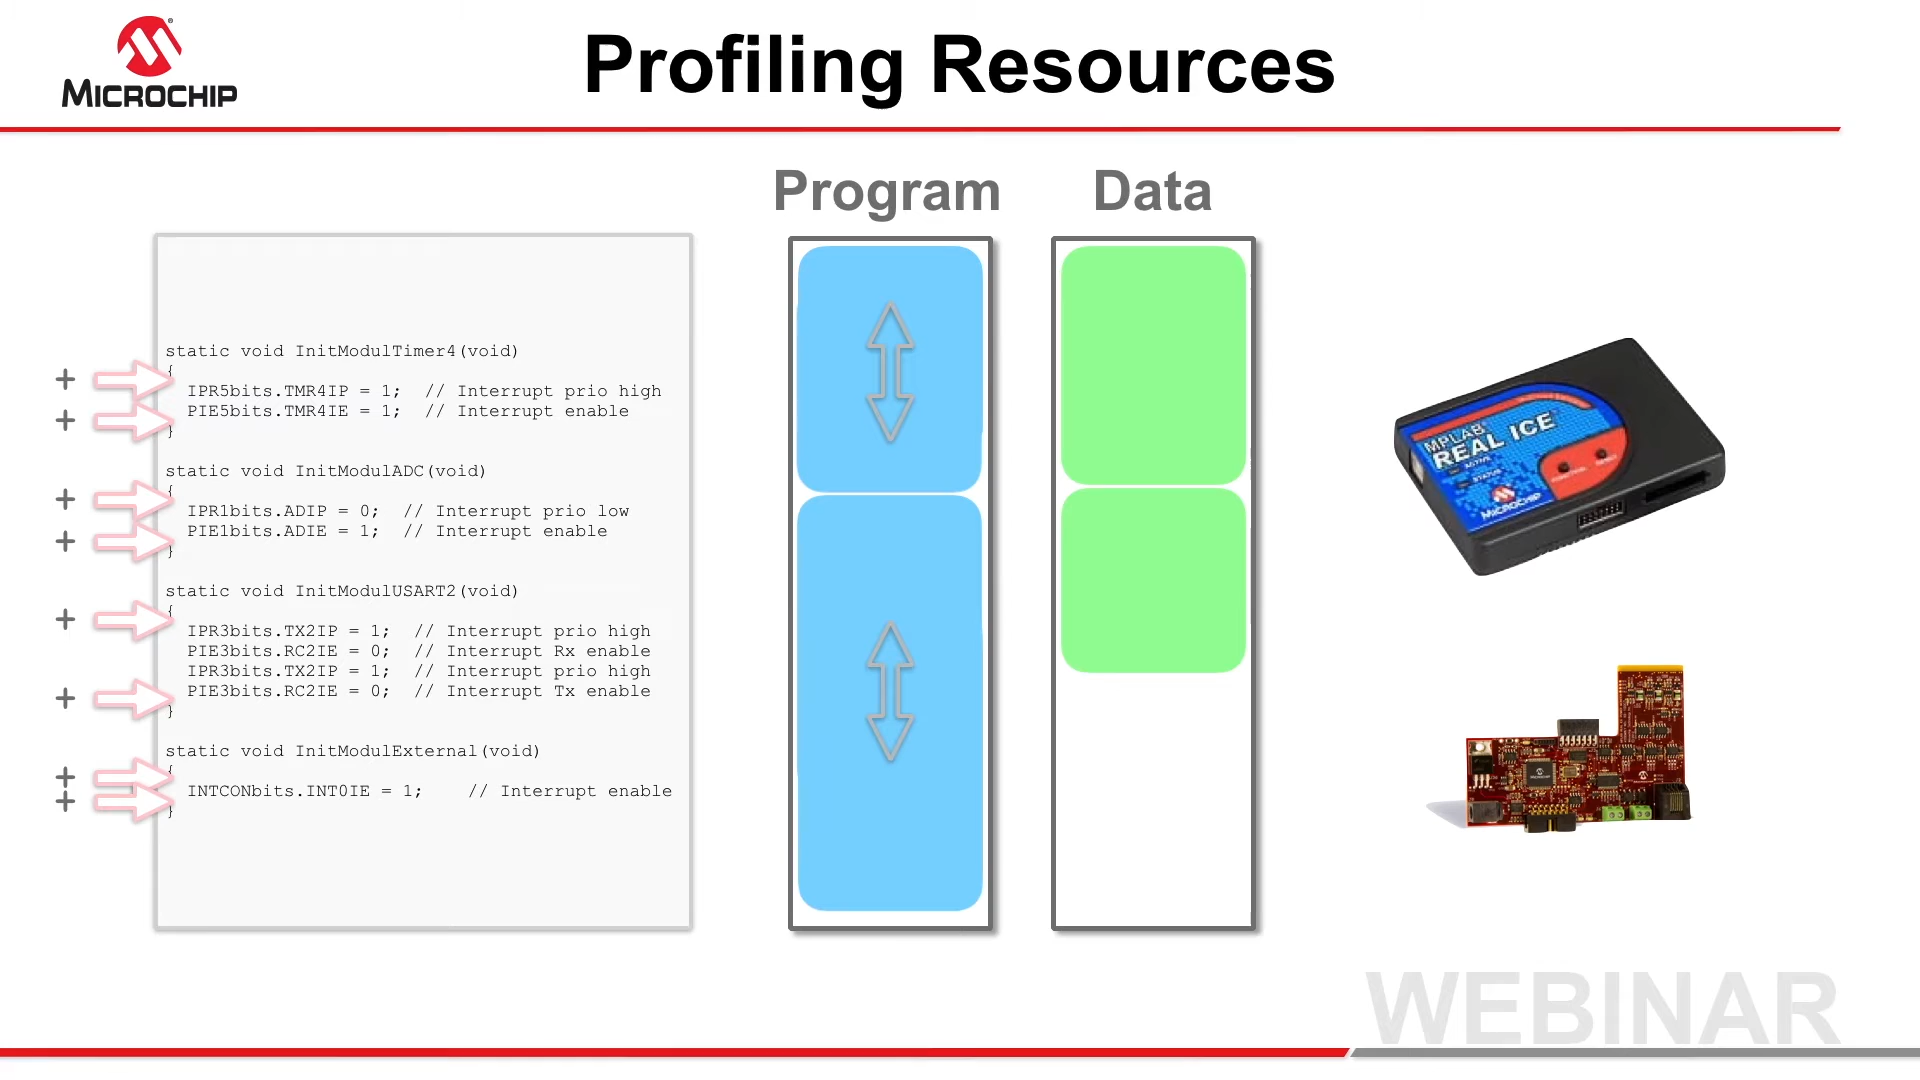 MICROCHIP
Profiling Resources
Program
Data
static void InitModulTimer4(void)
{
IPR5bits.TMR4IP = 1; // Interrupt prio high
PIE5bits.TMR4IE = 1; // Interrupt enable
}
static void InitModulADC(void)
{
IPR1bits.ADIP = 0; // Interrupt prio low
PIE1bits.ADIE = 1; // Interrupt enable
}
static void InitModulUSART2(void)
{
IPR3bits.TX2IP = 1; // Interrupt prio high
PIE3bits.RC2IE = 0; // Interrupt Rx enable
IPR3bits.TX2IP = 1; // Interrupt prio high
PIE3bits.RC2IE = 0; // Interrupt Tx enable
}
static void InitModulExternal(void)
{
INTCONbits.INT0IE = 1; // Interrupt enable
}
+
+
+
+
+
+
+
+
MPLAB
REAL ICE
ACTIVE
STATUS
MICROCHIP
WEBINAR